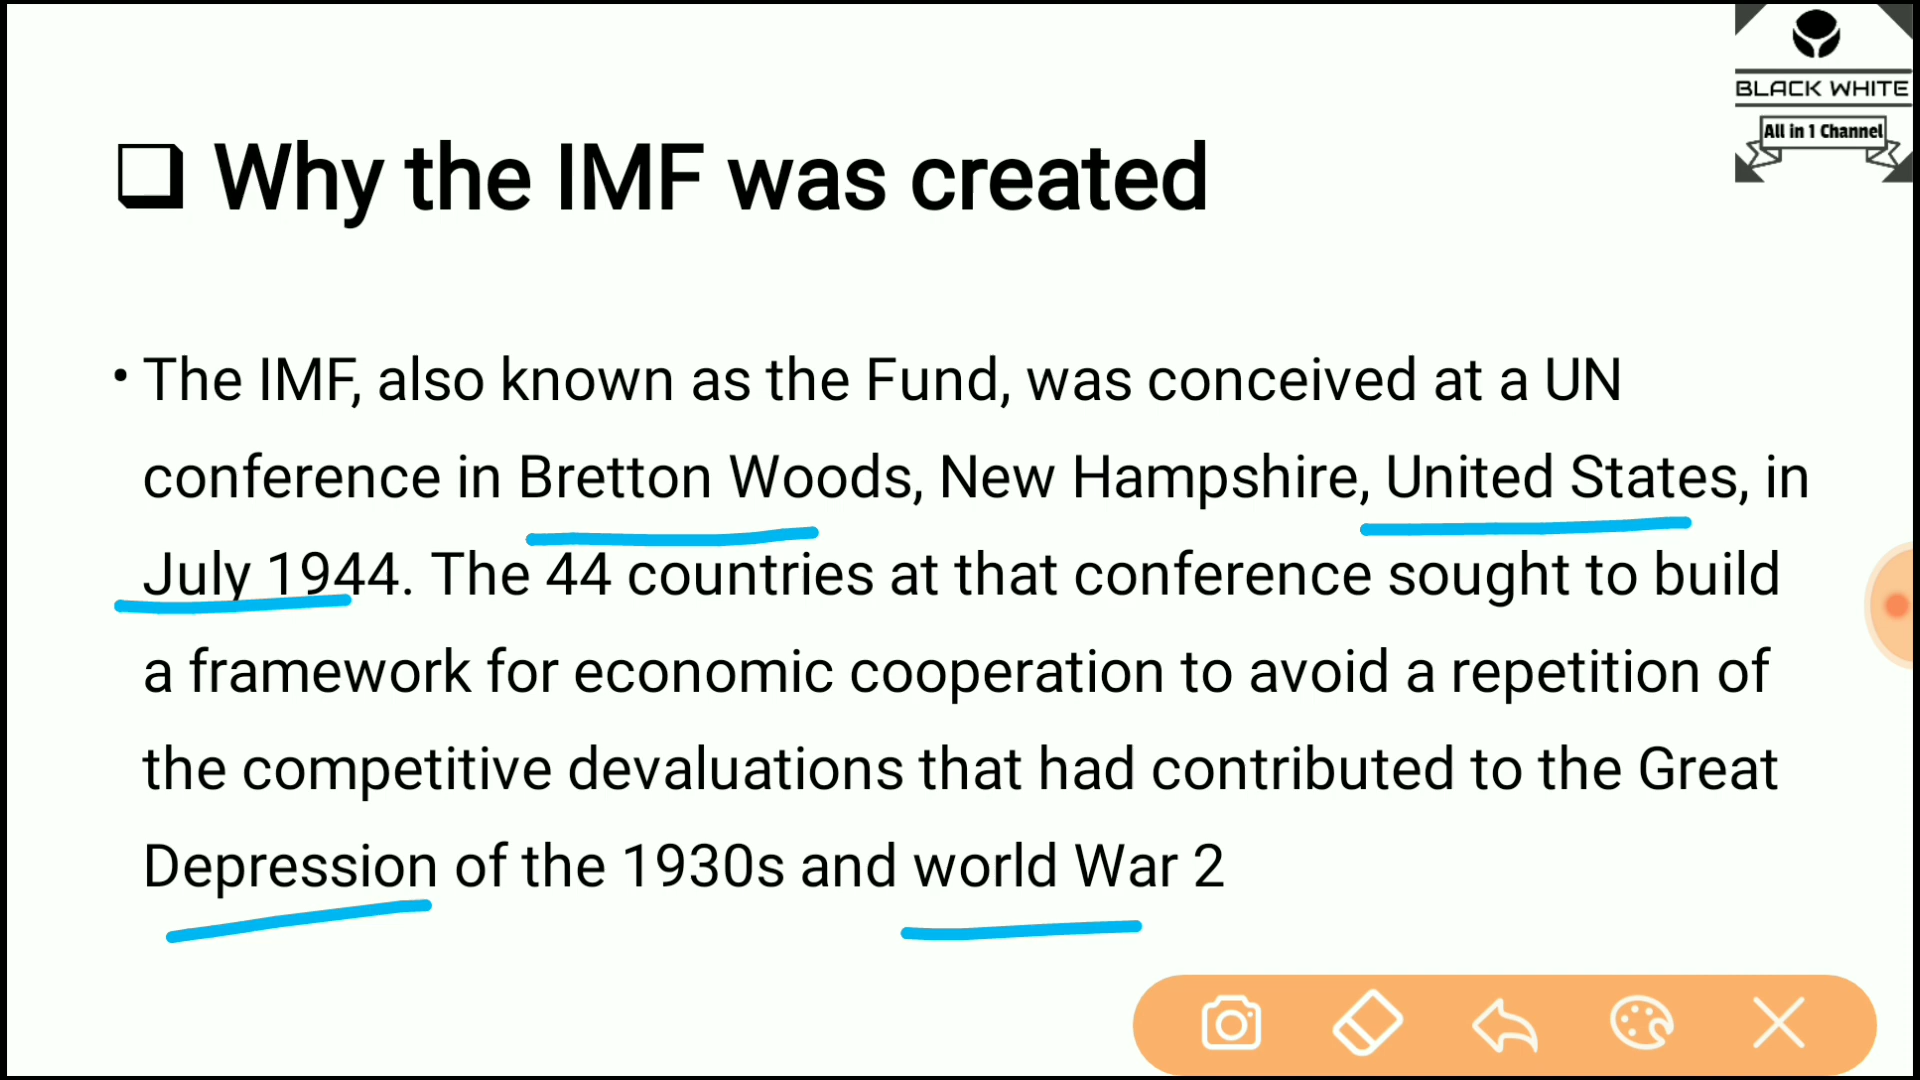 BLACK WHITE
All in 1 Channel
❑ Why the IMF was created
• The IMF, also known as the Fund, was conceived at a UN
conference in Bretton Woods, New Hampshire, United States, in
July 1944. The 44 countries at that conference sought to build
a framework for economic cooperation to avoid a repetition of
the competitive devaluations that had contributed to the Great
Depression of the 1930s and world War 2